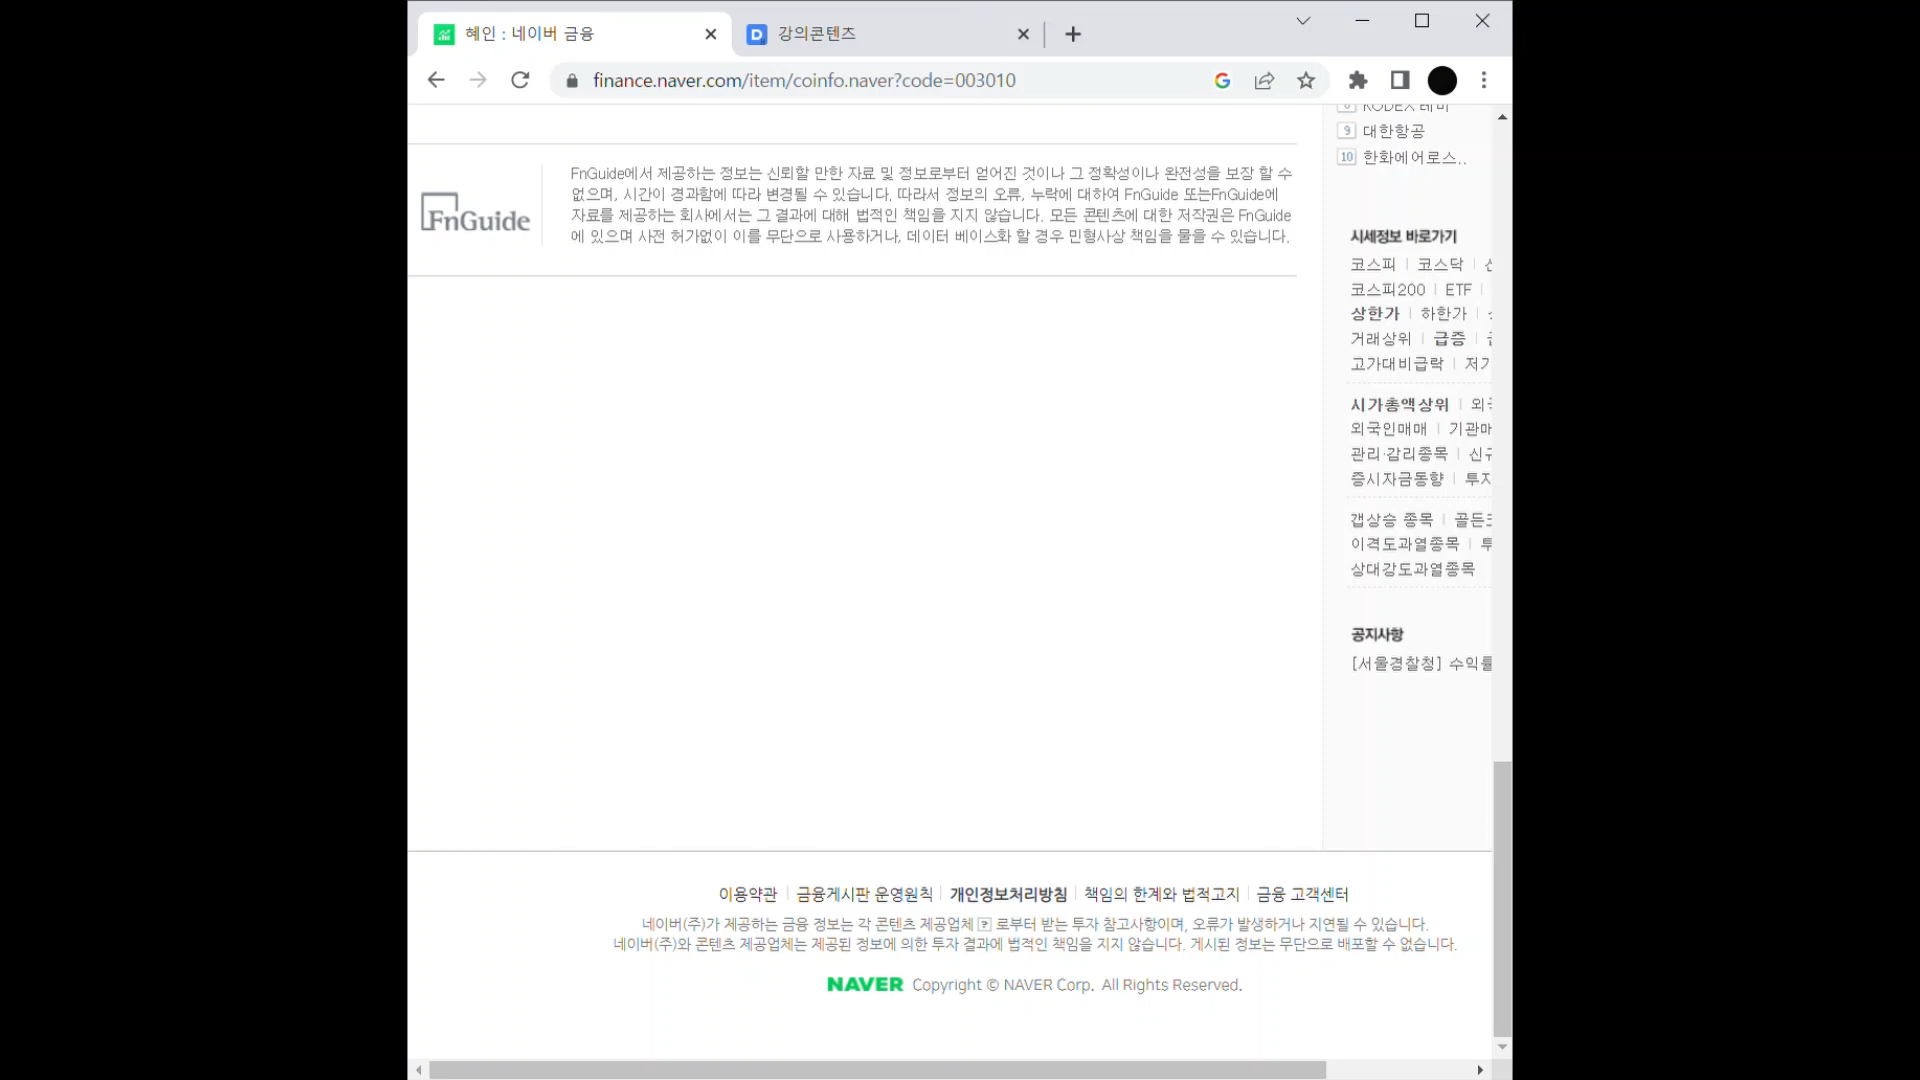 혜인 : 네이버 금융
강의콘텐츠
finance.naver.com/item/coinfo.naver?code=003010
9 대한항공
10 한화에어로스..
FnGuide
FnGuide에서 제공하는 정보는 신뢰할 만한 자료 및 정보로부터 얻어진 것이나 그 정확성이나 완전성을 보장 할 수
없으며, 시간이 경과함에 따라 변경될 수 있습니다. 따라서 정보의 오류, 누락에 대하여 FnGuide 또는FnGuide에
자료를 제공하는 회사에서는 그 결과에 대해 법적인 책임을 지지 않습니다. 모든 콘텐츠에 대한 저작권은 FnGuide
에 있으며 사전 허가없이 이를 무단으로 사용하거나, 데이터 베이스화 할 경우 민형사상 책임을 물을 수 있습니다.
시세정보 바로가기
코스피 | 코스닥 |
코스피200 | ETF |
상한가 | 하한가 |
거래상위 | 급증 |
고가대비급락 | 저가
시가총액상위 | 외국
외국인매매 | 기관매
관리·감리종목 | 신규
증시자금동향 | 투자
갭상승 종목 | 골든크
이격도과열종목 | 투
상대강도과열종목
공지사항
[서울경찰청] 수익률
이용약관 | 금융게시판 운영원칙 | 개인정보처리방침 | 책임의 한계와 법적고지 | 금융 고객센터
네이버(주)가 제공하는 금융 정보는 각 콘텐츠 제공업체 ? 로부터 받는 투자 참고사항이며, 오류가 발생하거나 지연될 수 있습니다.
네이버(주)와 콘텐츠 제공업체는 제공된 정보에 의한 투자 결과에 법적인 책임을 지지 않습니다. 게시된 정보는 무단으로 배포할 수 없습니다.
NAVER Copyright © NAVER Corp. All Rights Reserved.